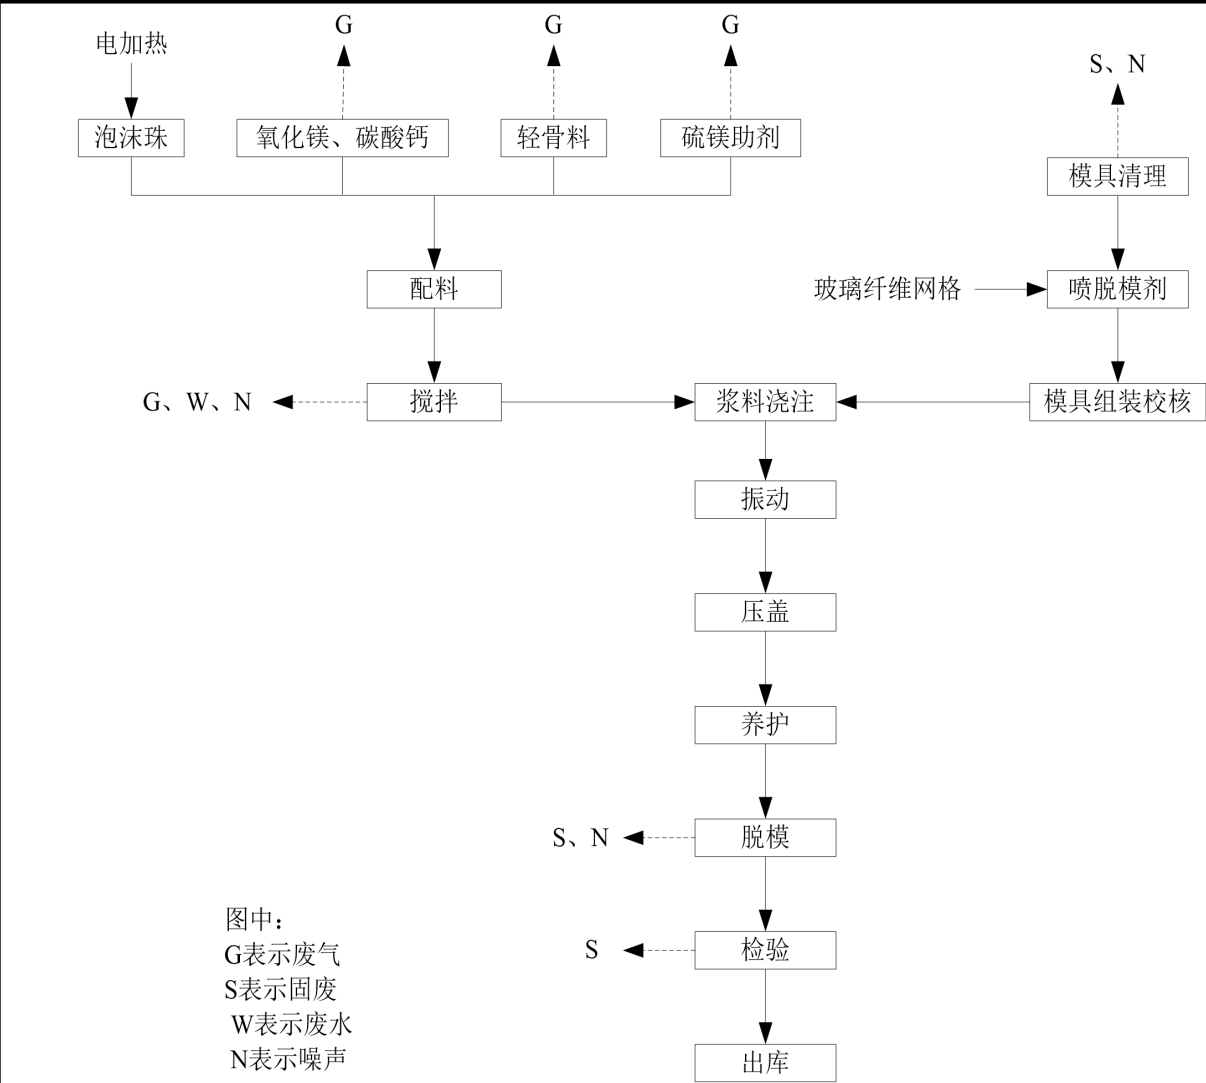 电加热
G
G
G
S、N
泡沫珠
氧化镁、碳酸钙
轻骨料
硫镁助剂
模具清理
配料
玻璃纤维网格
喷脱模剂
G、W、N
搅拌
浆料浇注
模具组装校核
振动
压盖
养护
S、N
脱模
S
检验
出库
图中：
G表示废气
S表示固废
W表示废水
N表示噪声